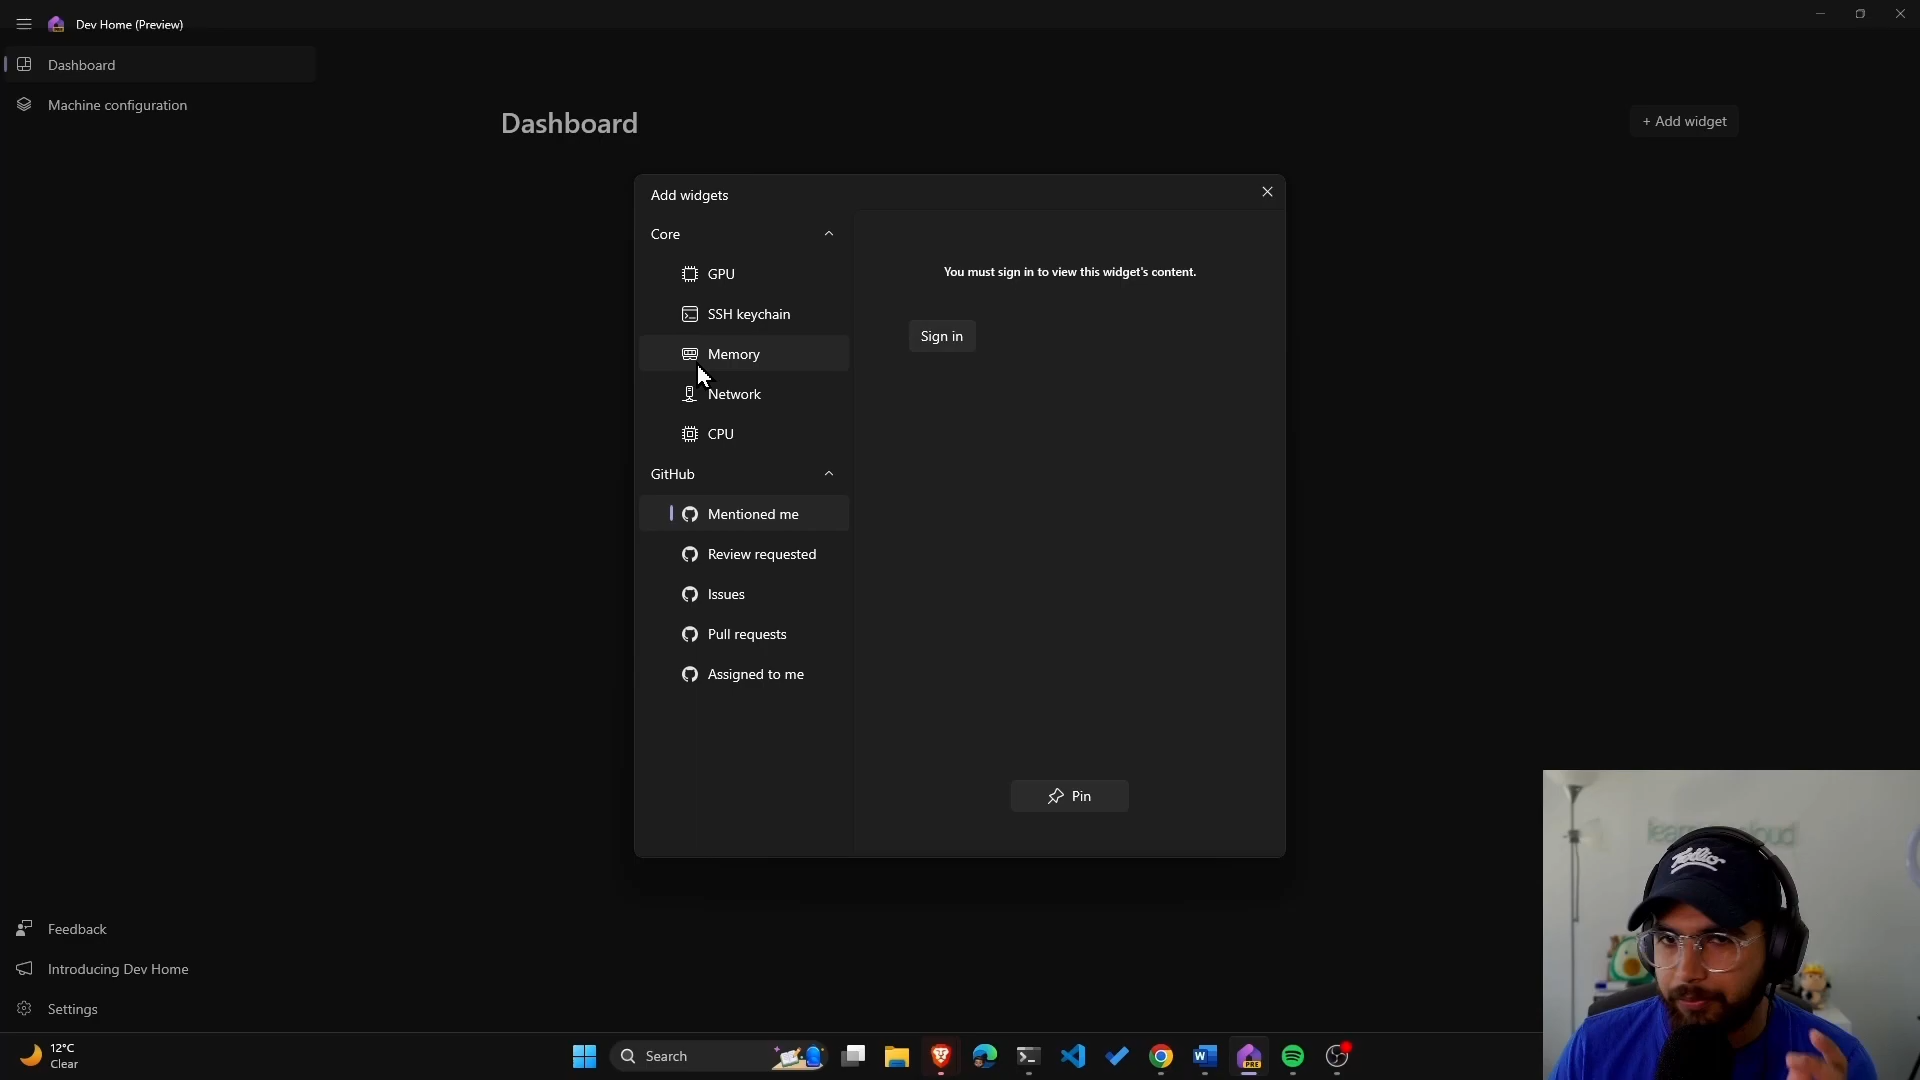 Dev Home (Preview)
Dashboard
Machine configuration
Dashboard
+ Add widget
Add widgets
Core
GPU
SSH keychain
Memory
Network
CPU
GitHub
Mentioned me
Review requested
Issues
Pull requests
Assigned to me
You must sign in to view this widget's content.
Sign in
Pin
Feedback
Introducing Dev Home
Settings
12°C
Clear
Search
PRE